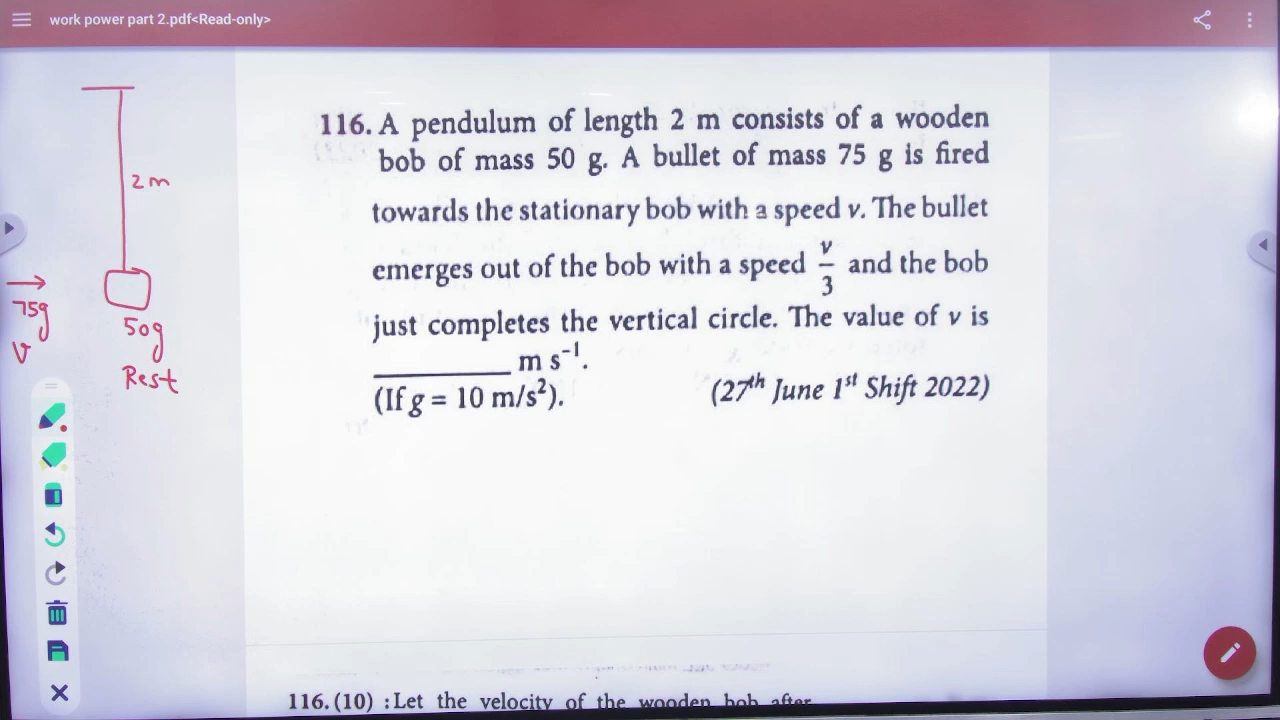 work power part 2.pdf<Read-only>
2m
75g
v
50g
Rest
116. A pendulum of length 2 m consists of a wooden
bob of mass 50 g. A bullet of mass 75 g is fired
towards the stationary bob with a speed v. The bullet
emerges out of the bob with a speed v/3 and the bob
just completes the vertical circle. The value of v is
__________ m s⁻¹.
(If g = 10 m/s²). (27th June 1st Shift 2022)
116. (10) : Let the velocity of the wooden bob after